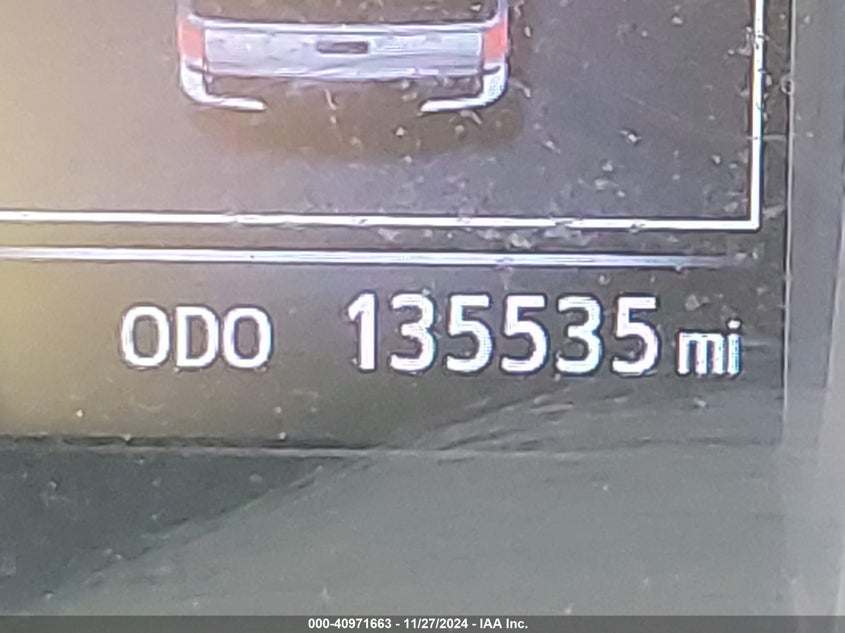 ODO 135535 mi
000-40971663 - 11/27/2024 - IAA Inc.